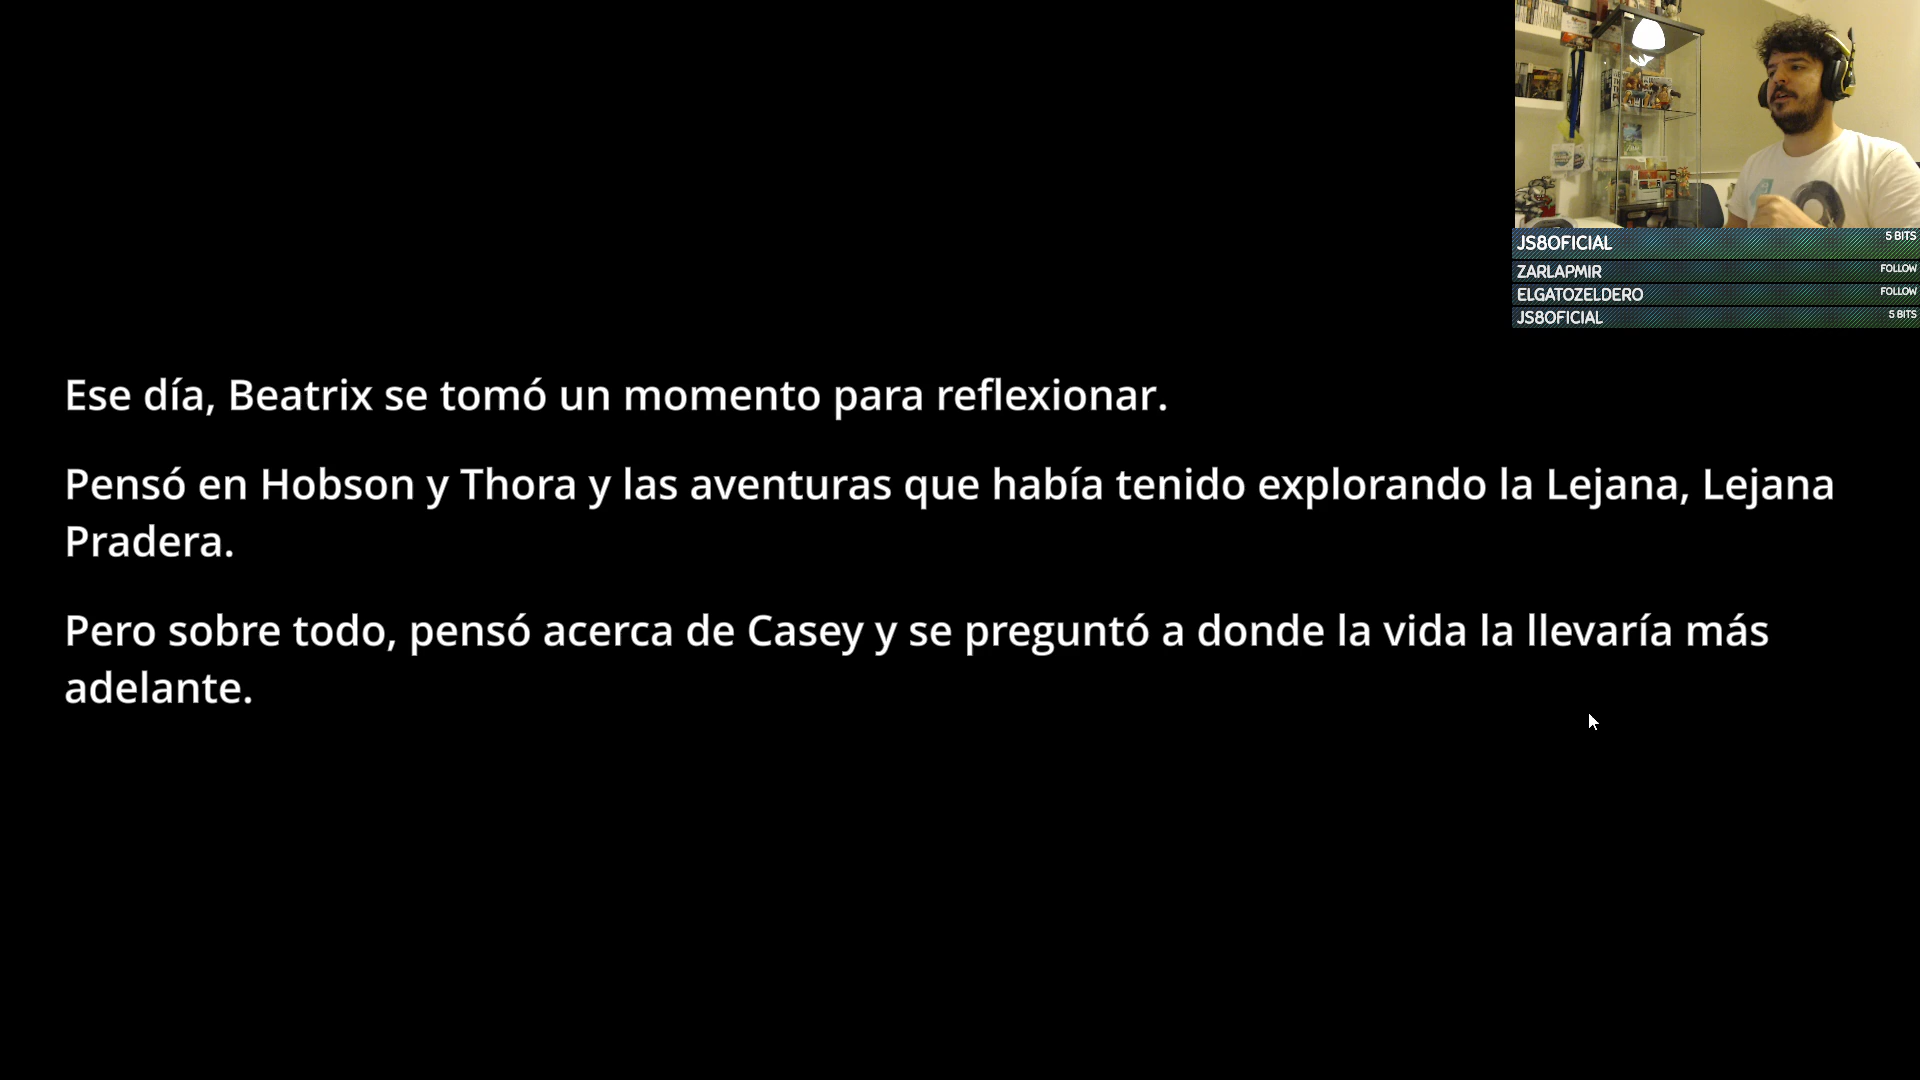 JS8OFICIAL 5 BITS
ZARLAPMIR FOLLOW
ELGATOZELDERO FOLLOW
JS8OFICIAL 5 BITS
Ese día, Beatrix se tomó un momento para reflexionar.
Pensó en Hobson y Thora y las aventuras que había tenido explorando la Lejana, Lejana
Pradera.
Pero sobre todo, pensó acerca de Casey y se preguntó a donde la vida la llevaría más
adelante.